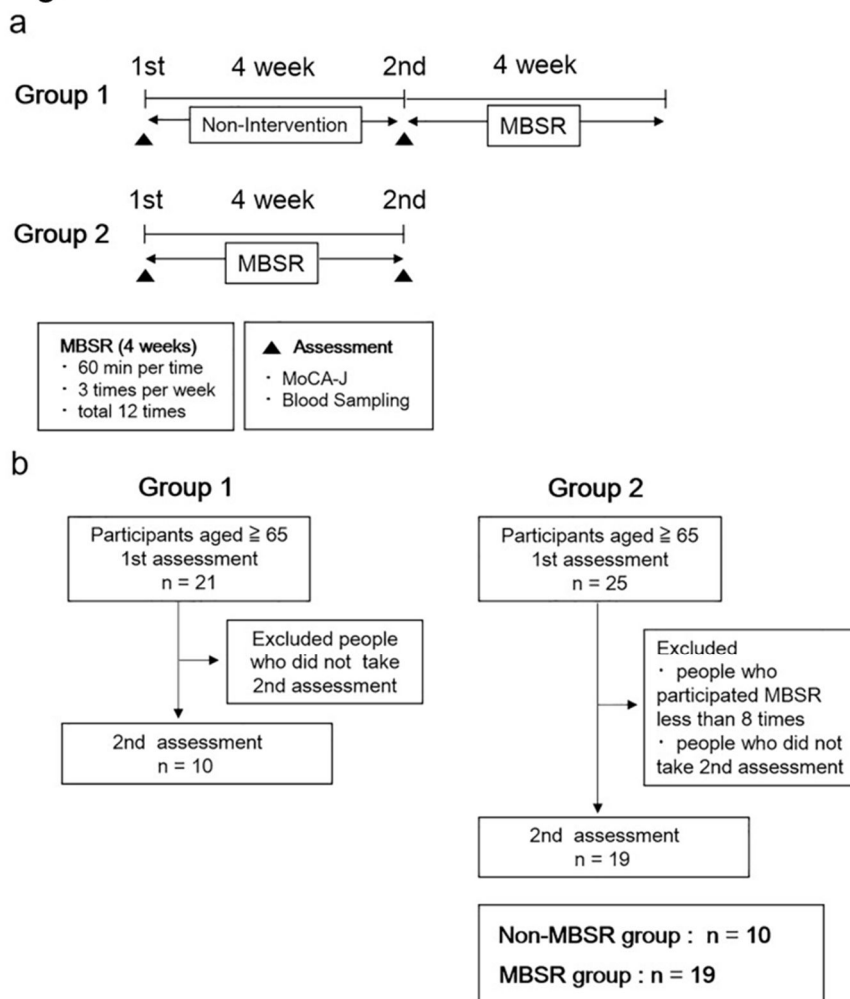 a
1st 4 week 2nd 4 week
Group 1
Non-Intervention MBSR
1st 4 week 2nd
Group 2
MBSR
MBSR (4 weeks)
・ 60 min per time
・ 3 times per week
・ total 12 times
▲ Assessment
・ MoCA-J
・ Blood Sampling
b
Group 1
Participants aged ≧ 65
1st assessment
n = 21
Excluded people
who did not take
2nd assessment
2nd assessment
n = 10
Group 2
Participants aged ≧ 65
1st assessment
n = 25
Excluded
・ people who
participated MBSR
less than 8 times
・ people who did not
take 2nd assessment
2nd assessment
n = 19
Non-MBSR group : n = 10
MBSR group : n = 19